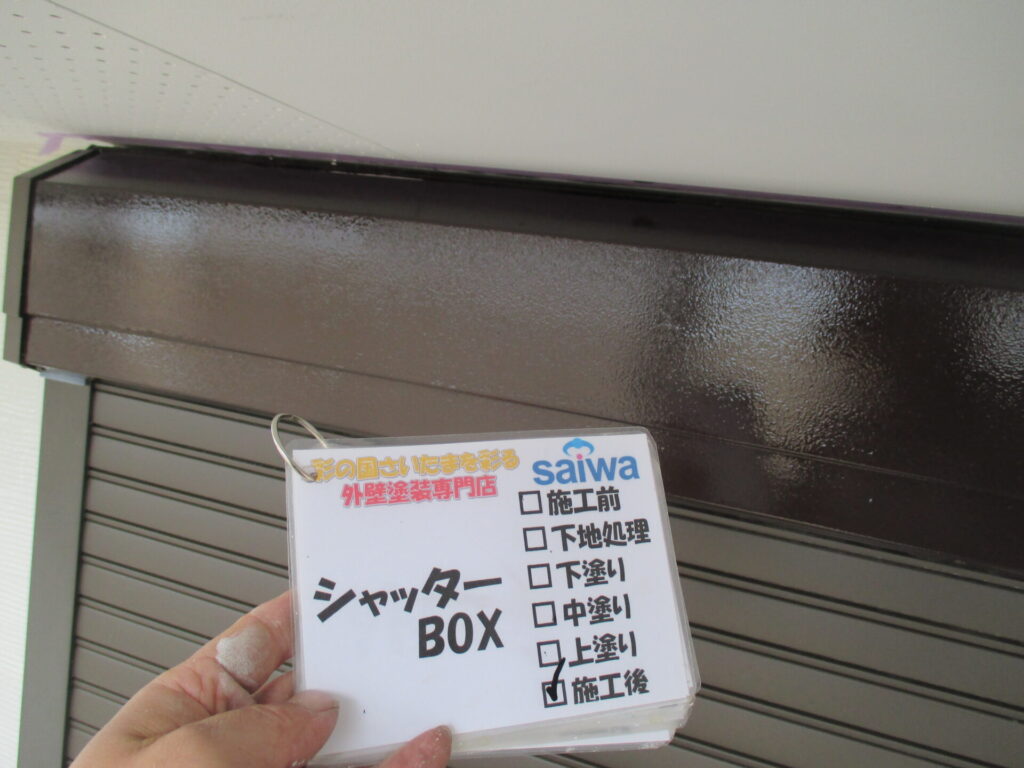 彩の国さいたまを彩る
外壁塗装専門店
saiwa
シャッター
BOX
□施工前
□下地処理
□下塗り
□中塗り
□上塗り
☑施工後